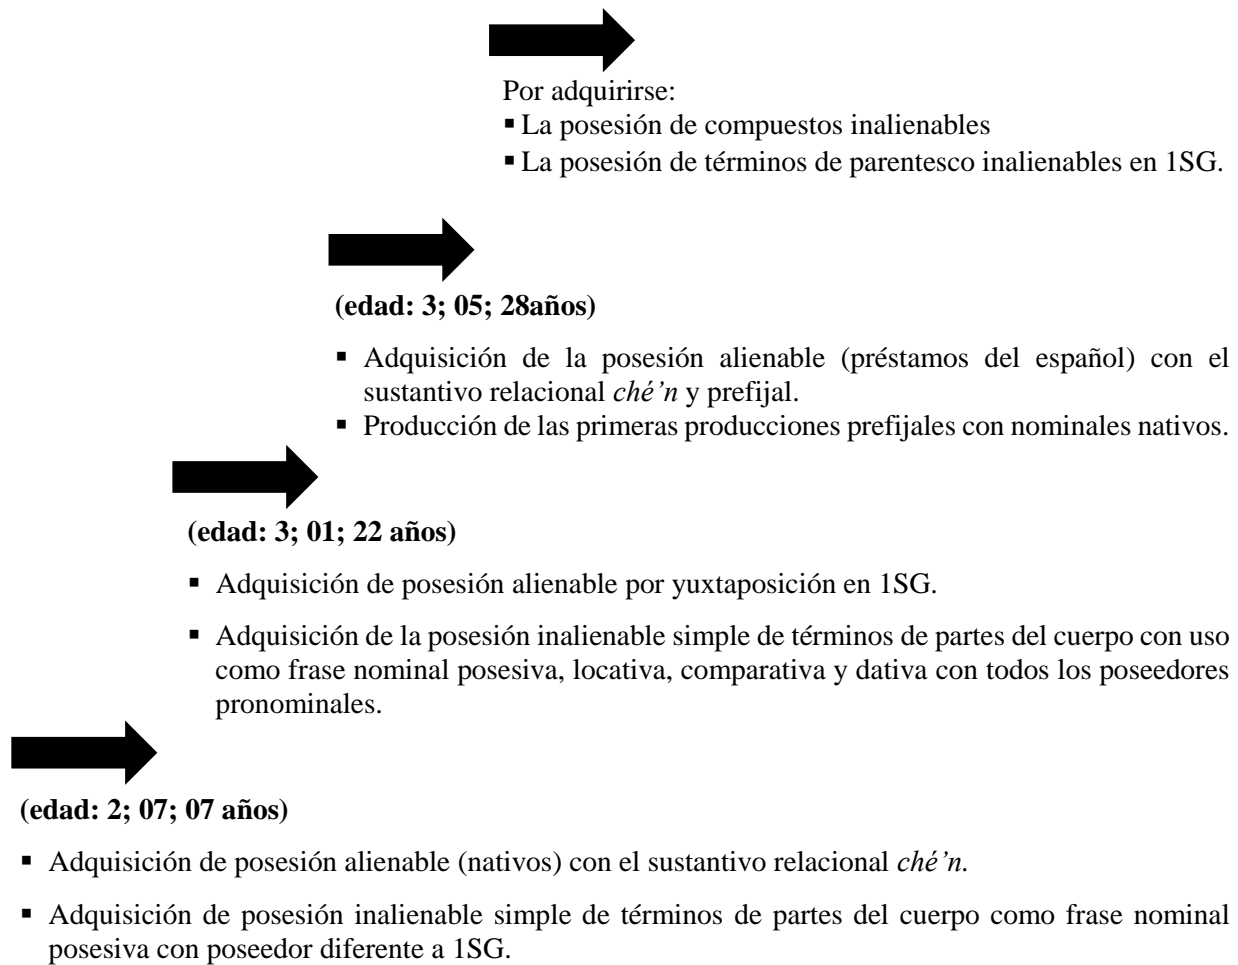 Por adquirirse:
▪ La posesión de compuestos inalienables
▪ La posesión de términos de parentesco inalienables en 1SG.
(edad: 3; 05; 28años)
▪ Adquisición de la posesión alienable (préstamos del español) con el
sustantivo relacional ché’n y prefijal.
▪ Producción de las primeras producciones prefijales con nominales nativos.
(edad: 3; 01; 22 años)
▪ Adquisición de posesión alienable por yuxtaposición en 1SG.
▪ Adquisición de la posesión inalienable simple de términos de partes del cuerpo con uso
como frase nominal posesiva, locativa, comparativa y dativa con todos los poseedores
pronominales.
(edad: 2; 07; 07 años)
▪ Adquisición de posesión alienable (nativos) con el sustantivo relacional ché’n.
▪ Adquisición de posesión inalienable simple de términos de partes del cuerpo como frase nominal
posesiva con poseedor diferente a 1SG.